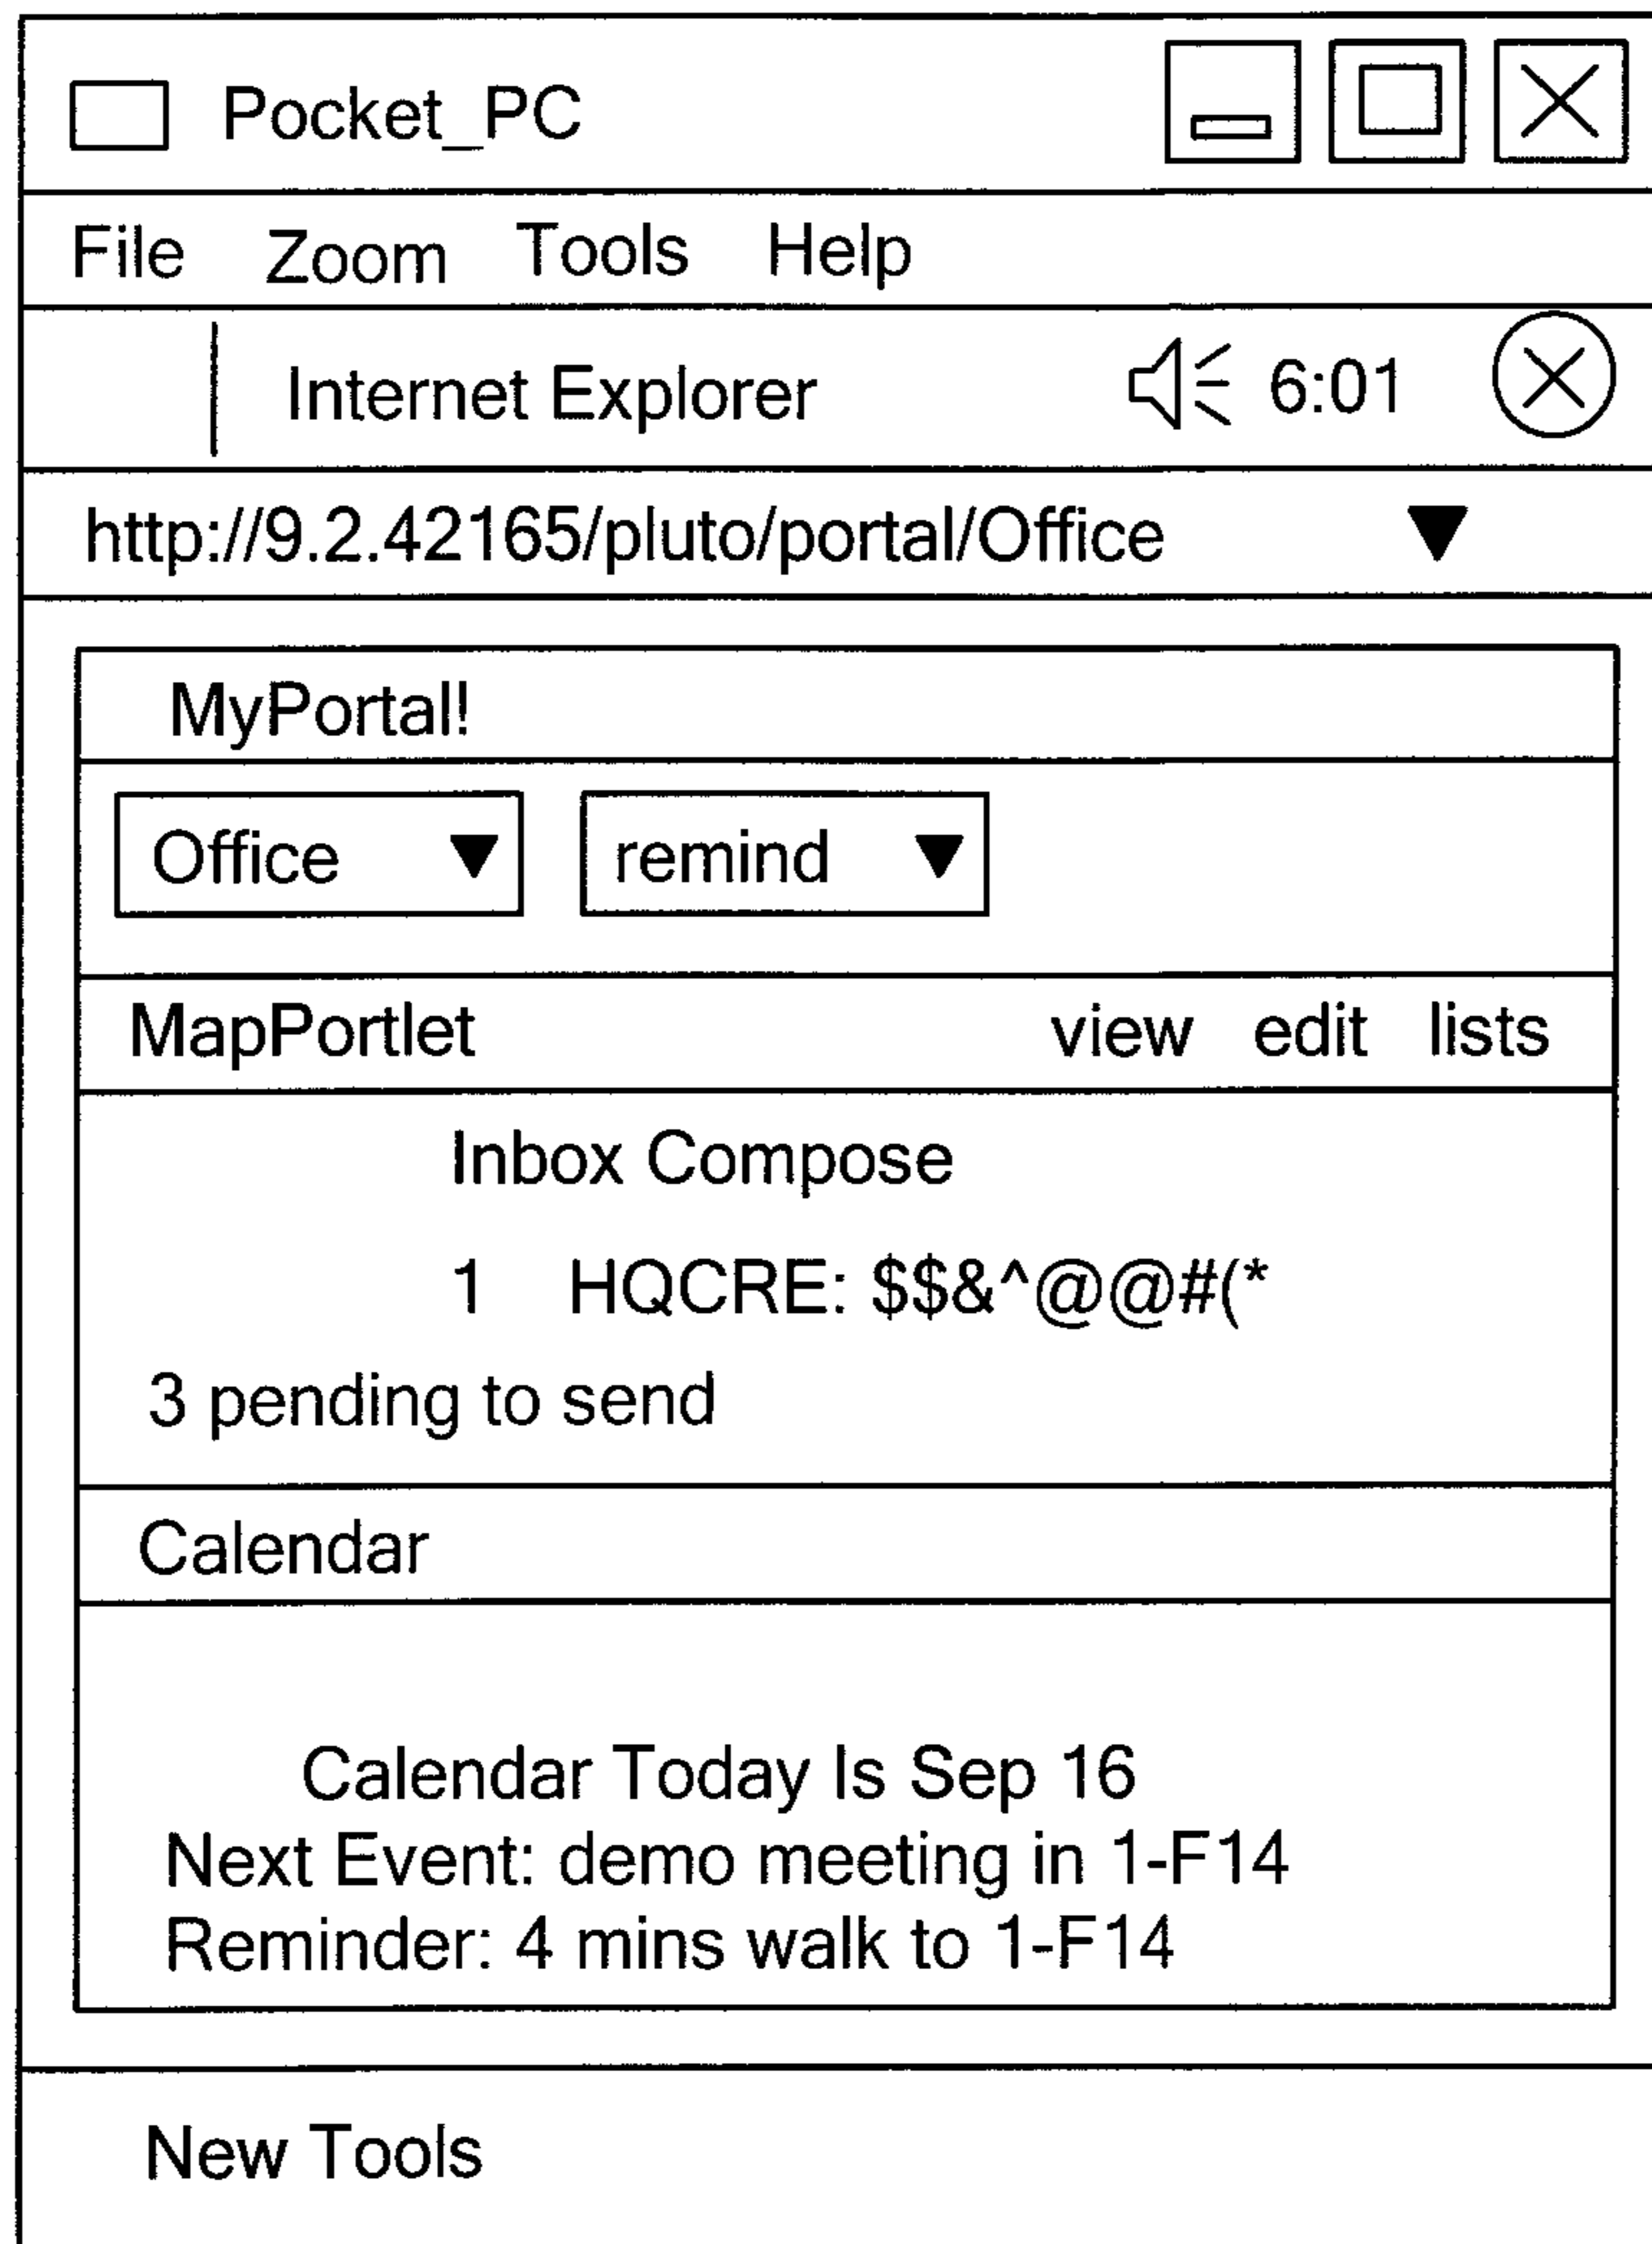 Pocket_PC
File Zoom Tools Help
Internet Explorer 6:01
http://9.2.42165/pluto/portal/Office
MyPortal!
Office remind
MapPortlet view edit lists
Inbox Compose
1 HQCRE: $$&^@@#(*
3 pending to send
Calendar
Calendar Today Is Sep 16
Next Event: demo meeting in 1-F14
Reminder: 4 mins walk to 1-F14
New Tools